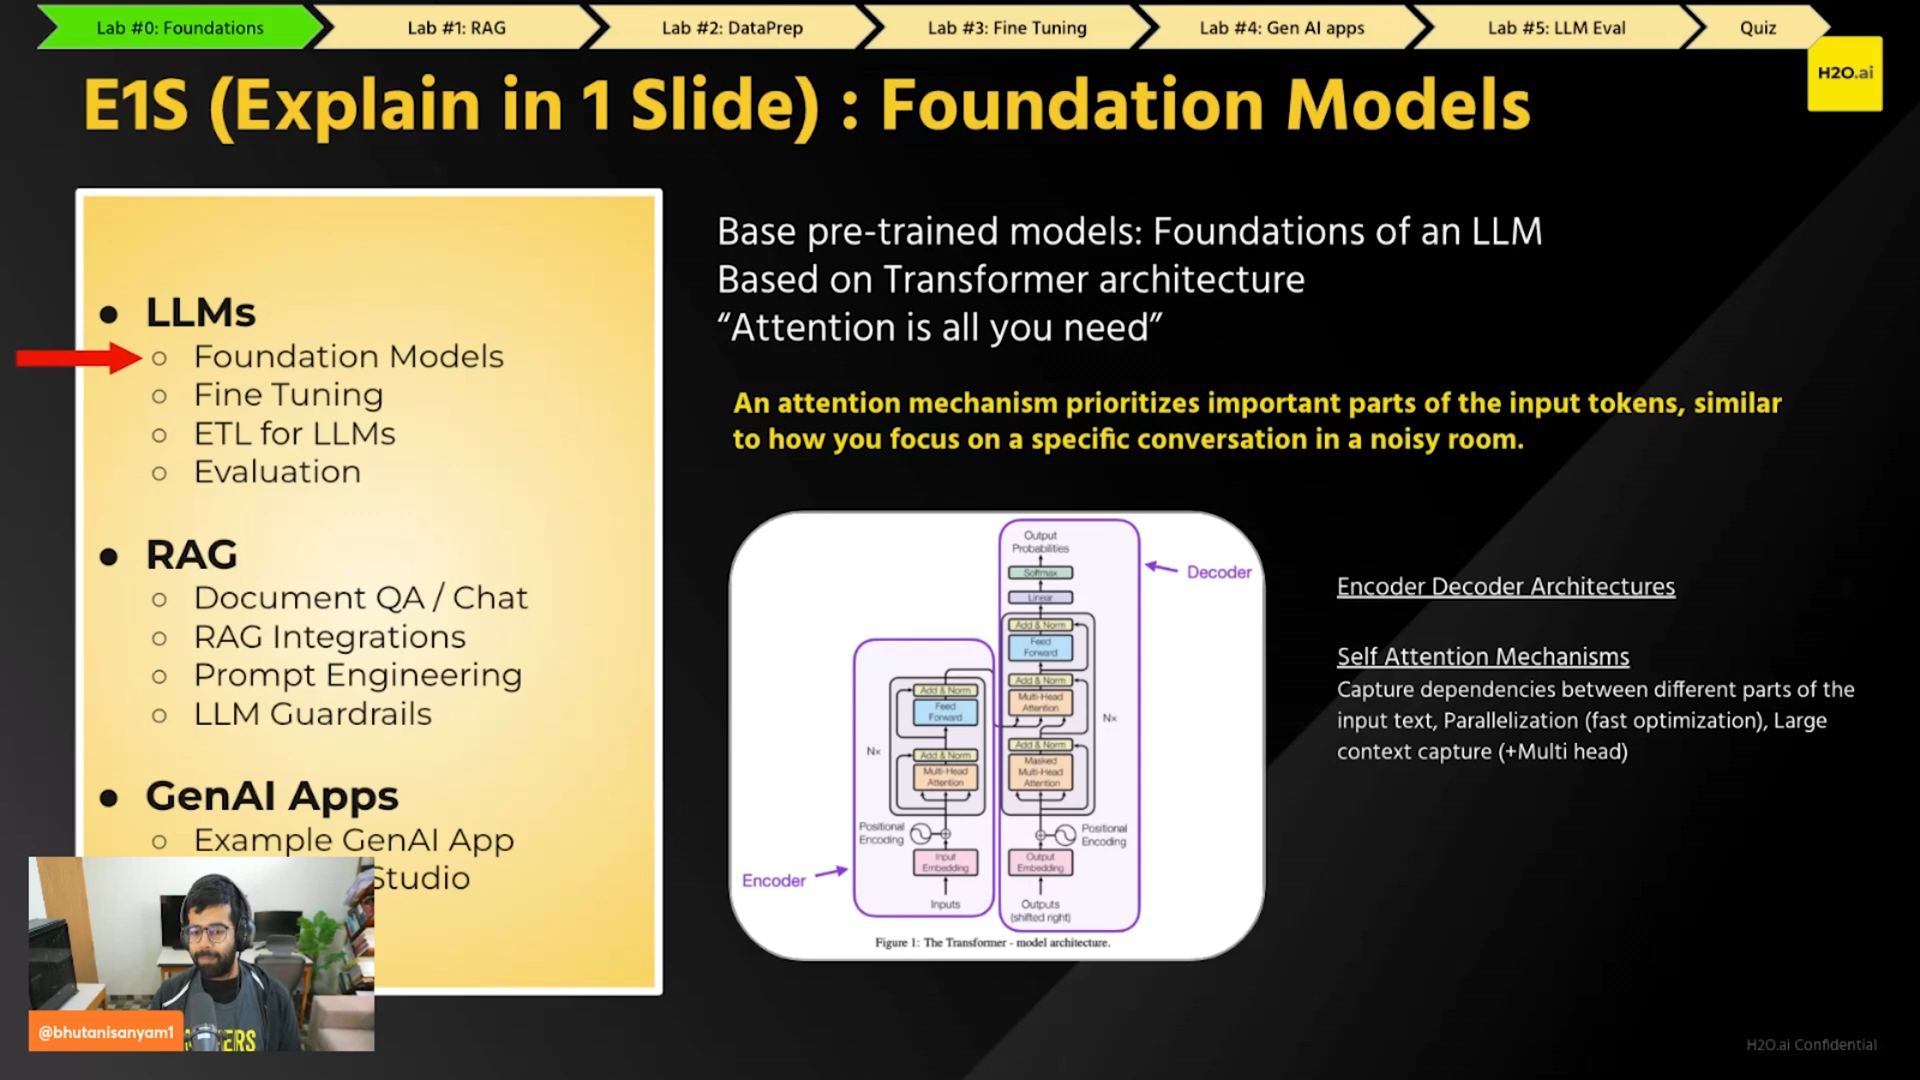 Lab #0: Foundations
Lab #1: RAG
Lab #2: DataPrep
Lab #3: Fine Tuning
Lab #4: Gen AI apps
Lab #5: LLM Eval
Quiz
H2O.ai
E1S (Explain in 1 Slide) : Foundation Models
LLMs
Foundation Models
Fine Tuning
ETL for LLMs
Evaluation
RAG
Document QA / Chat
RAG Integrations
Prompt Engineering
LLM Guardrails
GenAI Apps
Example GenAI App
Studio
Base pre-trained models: Foundations of an LLM
Based on Transformer architecture
“Attention is all you need”
An attention mechanism prioritizes important parts of the input tokens, similar
to how you focus on a specific conversation in a noisy room.
Output
Probabilities
Softmax
Linear
Add & Norm
Feed
Forward
Add & Norm
Multi-Head
Attention
Nx
Add & Norm
Masked
Multi-Head
Attention
Positional
Encoding
Output
Embedding
Outputs
(shifted right)
Decoder
Add & Norm
Feed
Forward
Nx
Add & Norm
Multi-Head
Attention
Positional
Encoding
Input
Embedding
Inputs
Encoder
Figure 1: The Transformer - model architecture.
Encoder Decoder Architectures
Self Attention Mechanisms
Capture dependencies between different parts of the
input text, Parallelization (fast optimization), Large
context capture (+Multi head)
@bhutanisanyam1
H2O.ai Confidential